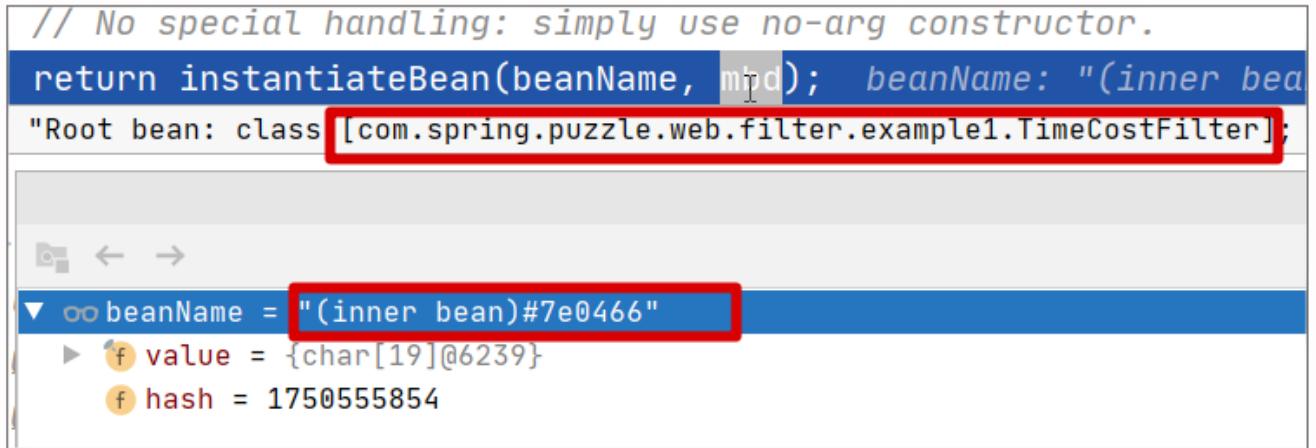 // No special handling: simply use no-arg constructor.
return instantiateBean(beanName, mbd); beanName: "(inner bea
"Root bean: class [com.spring.puzzle.web.filter.example1.TimeCostFilter];
beanName = "(inner bean)#7e0466"
f value = {char[19]@6239}
f hash = 1750555854